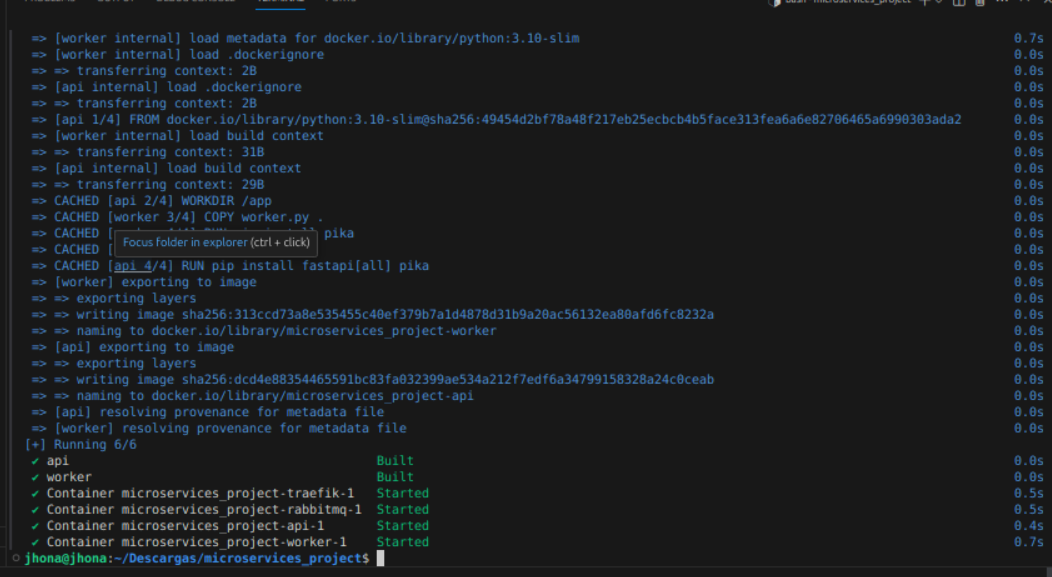 => [worker internal] load metadata for docker.io/library/python:3.10-slim 0.7s
=> [worker internal] load .dockerignore 0.0s
=> => transferring context: 2B 0.0s
=> [api internal] load .dockerignore 0.0s
=> => transferring context: 2B 0.0s
=> [api 1/4] FROM docker.io/library/python:3.10-slim@sha256:49454d2bf78a48f217eb25ecbcb4b5face313fea6a6e82706465a6990303ada2 0.0s
=> [worker internal] load build context 0.0s
=> => transferring context: 31B 0.0s
=> [api internal] load build context 0.0s
=> => transferring context: 29B 0.0s
=> CACHED [api 2/4] WORKDIR /app 0.0s
=> CACHED [worker 3/4] COPY worker.py . 0.0s
=> CACHED [ pika 0.0s
Focus folder in explorer (ctrl + click)
=> CACHED [ 0.0s
=> CACHED [api 4/4] RUN pip install fastapi[all] pika 0.0s
=> [worker] exporting to image 0.0s
=> => exporting layers 0.0s
=> => writing image sha256:313ccd73a8e535455c40ef379b7a1d4878d31b9a20ac56132ea80afd6fc8232a 0.0s
=> => naming to docker.io/library/microservices_project-worker 0.0s
=> [api] exporting to image 0.0s
=> => exporting layers 0.0s
=> => writing image sha256:dcd4e88354465591bc83fa032399ae534a212f7edf6a34799158328a24c0ceab 0.0s
=> => naming to docker.io/library/microservices_project-api 0.0s
=> [api] resolving provenance for metadata file 0.0s
=> [worker] resolving provenance for metadata file 0.0s
[+] Running 6/6
✔ api Built 0.0s
✔ worker Built 0.0s
✔ Container microservices_project-traefik-1 Started 0.5s
✔ Container microservices_project-rabbitmq-1 Started 0.5s
✔ Container microservices_project-api-1 Started 0.4s
✔ Container microservices_project-worker-1 Started 0.7s
jhona@jhona:~/Descargas/microservices_project$